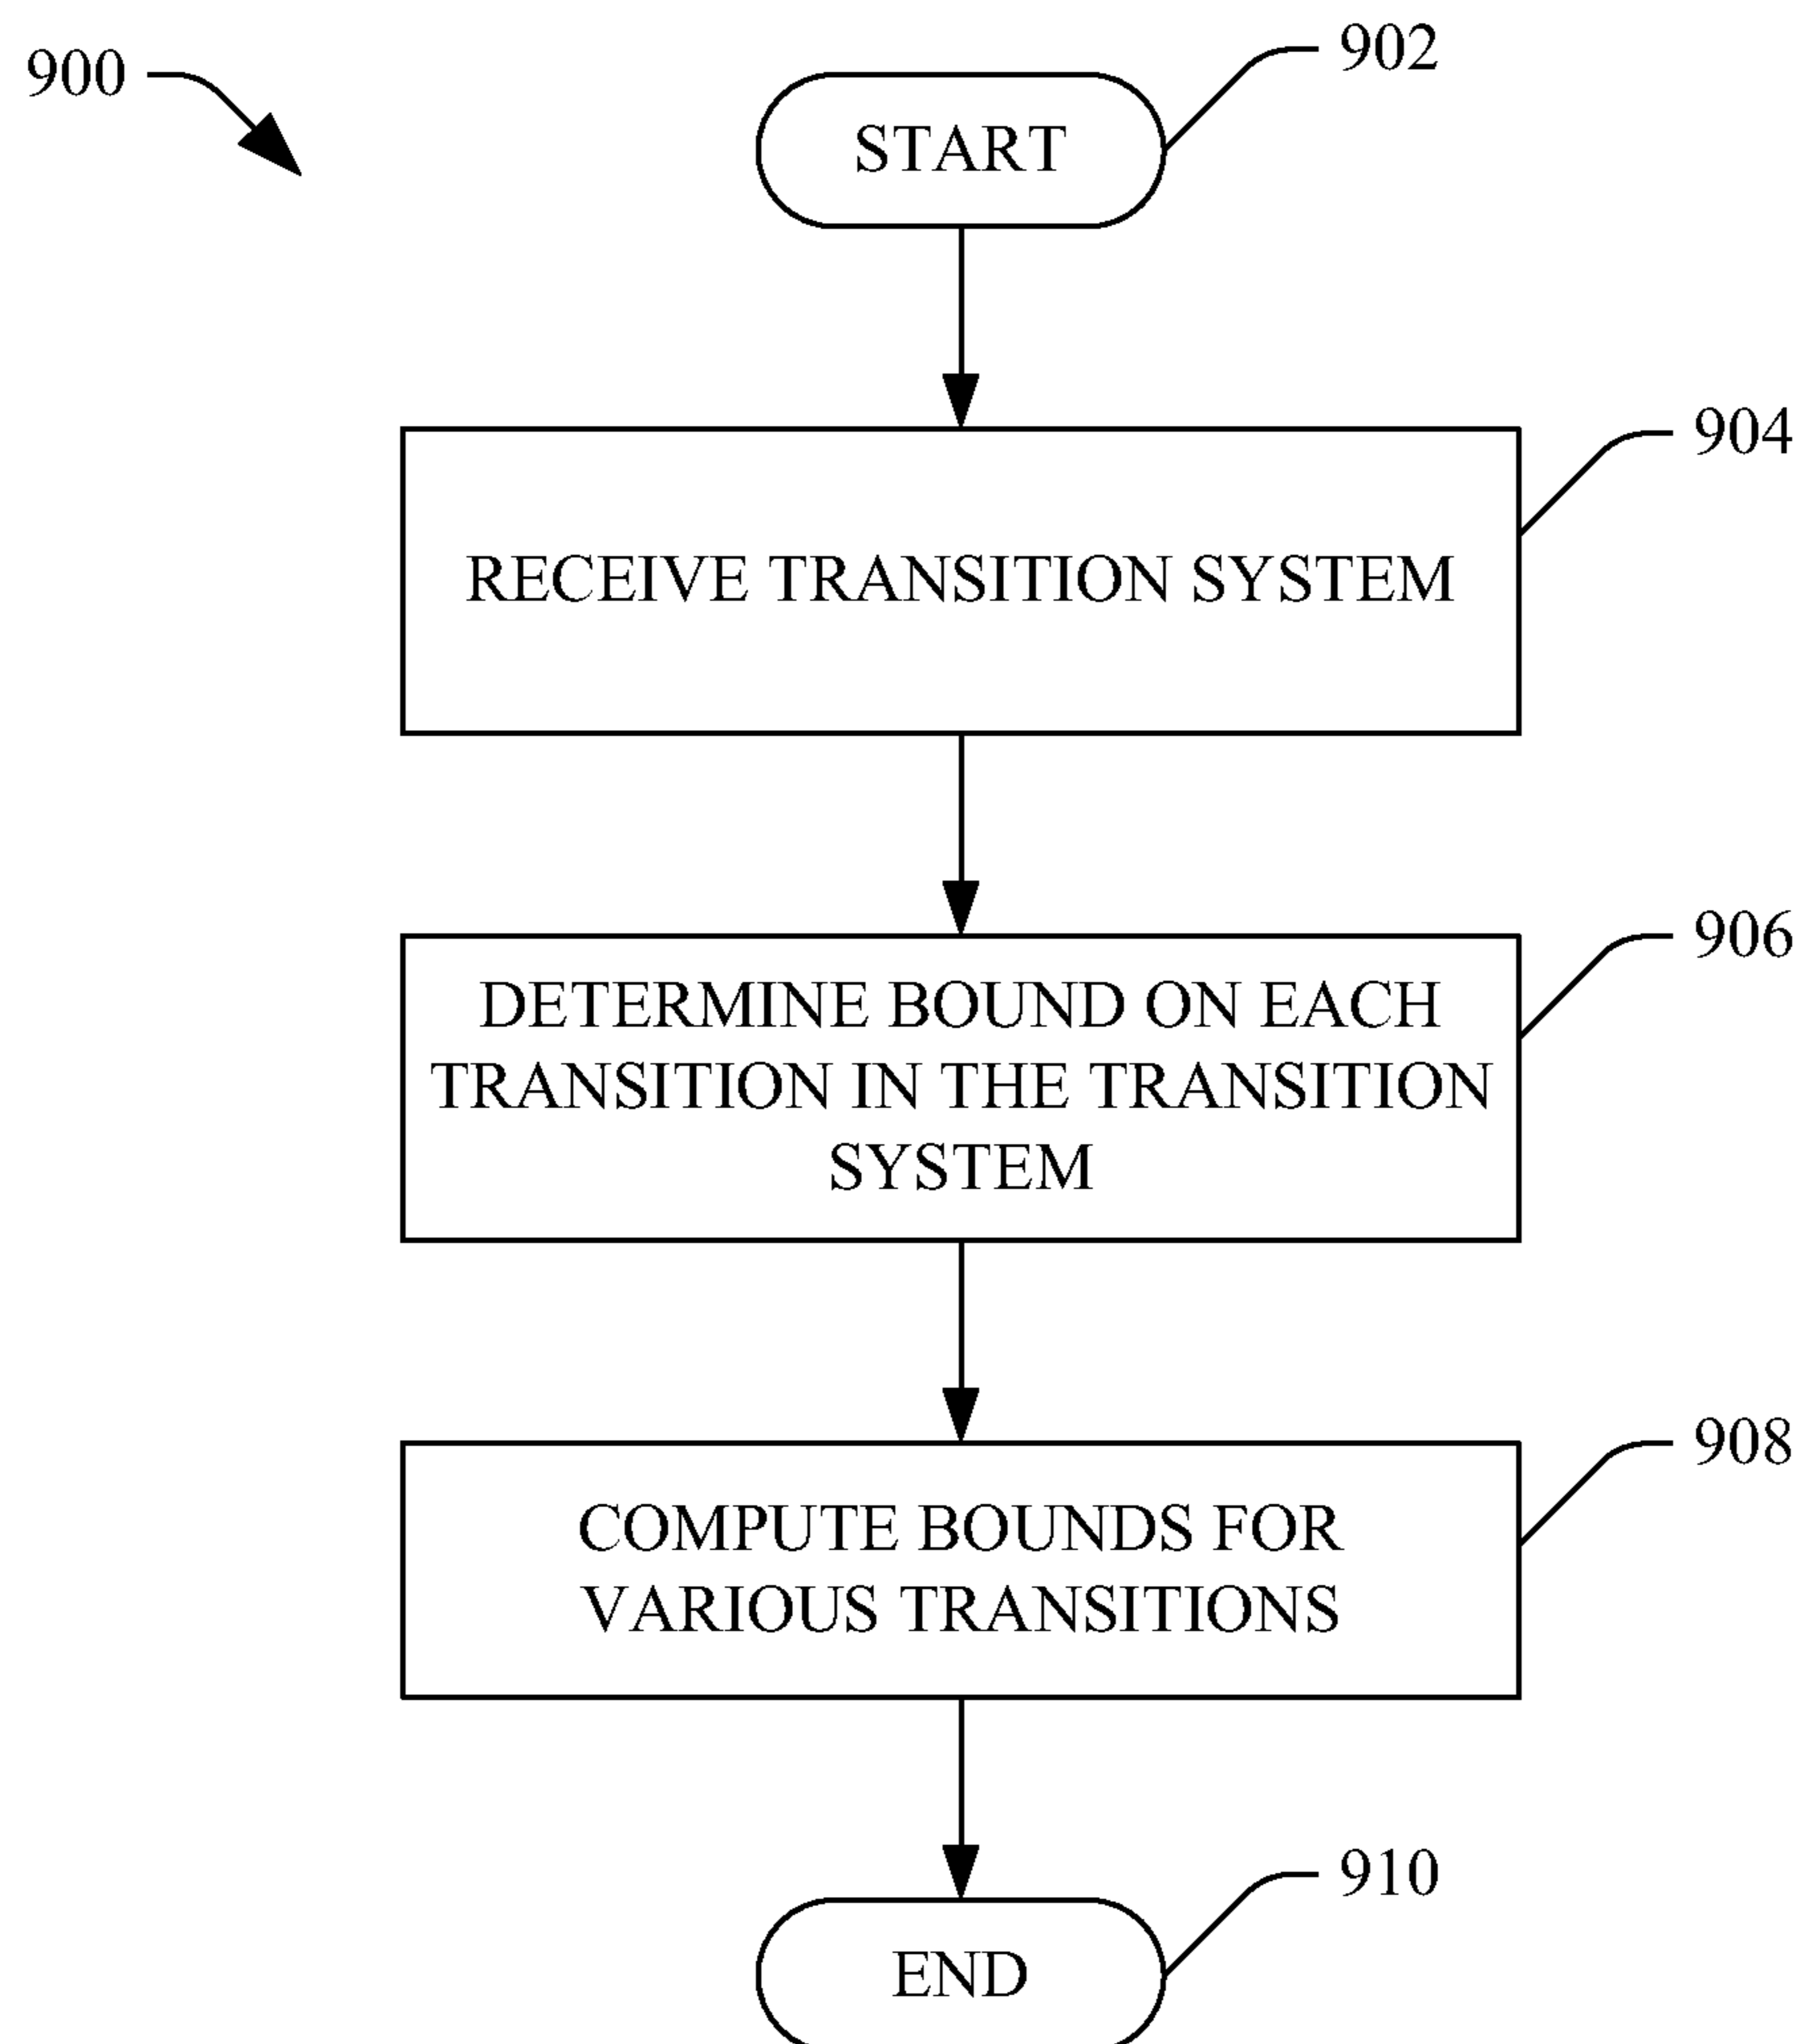 900
902
START
904
RECEIVE TRANSITION SYSTEM
906
DETERMINE BOUND ON EACH
TRANSITION IN THE TRANSITION
SYSTEM
908
COMPUTE BOUNDS FOR
VARIOUS TRANSITIONS
910
END